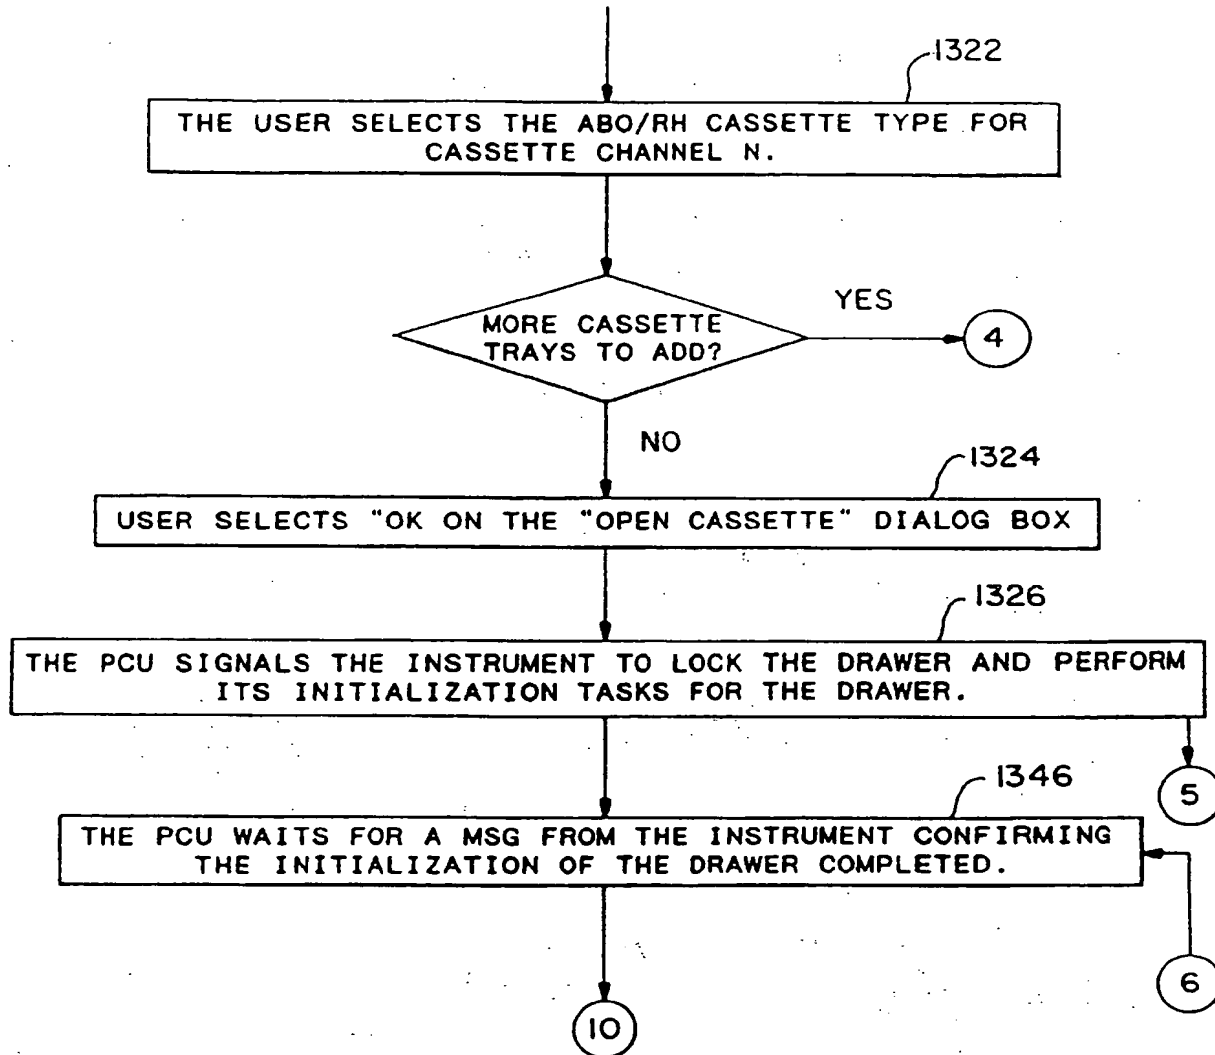 1322
THE USER SELECTS THE ABO/RH CASSETTE TYPE FOR
CASSETTE CHANNEL N.
MORE CASSETTE
TRAYS TO ADD?
YES
4
NO
1324
USER SELECTS "OK ON THE "OPEN CASSETTE" DIALOG BOX
1326
THE PCU SIGNALS THE INSTRUMENT TO LOCK THE DRAWER AND PERFORM
ITS INITIALIZATION TASKS FOR THE DRAWER.
5
1346
THE PCU WAITS FOR A MSG FROM THE INSTRUMENT CONFIRMING
THE INITIALIZATION OF THE DRAWER COMPLETED.
6
10